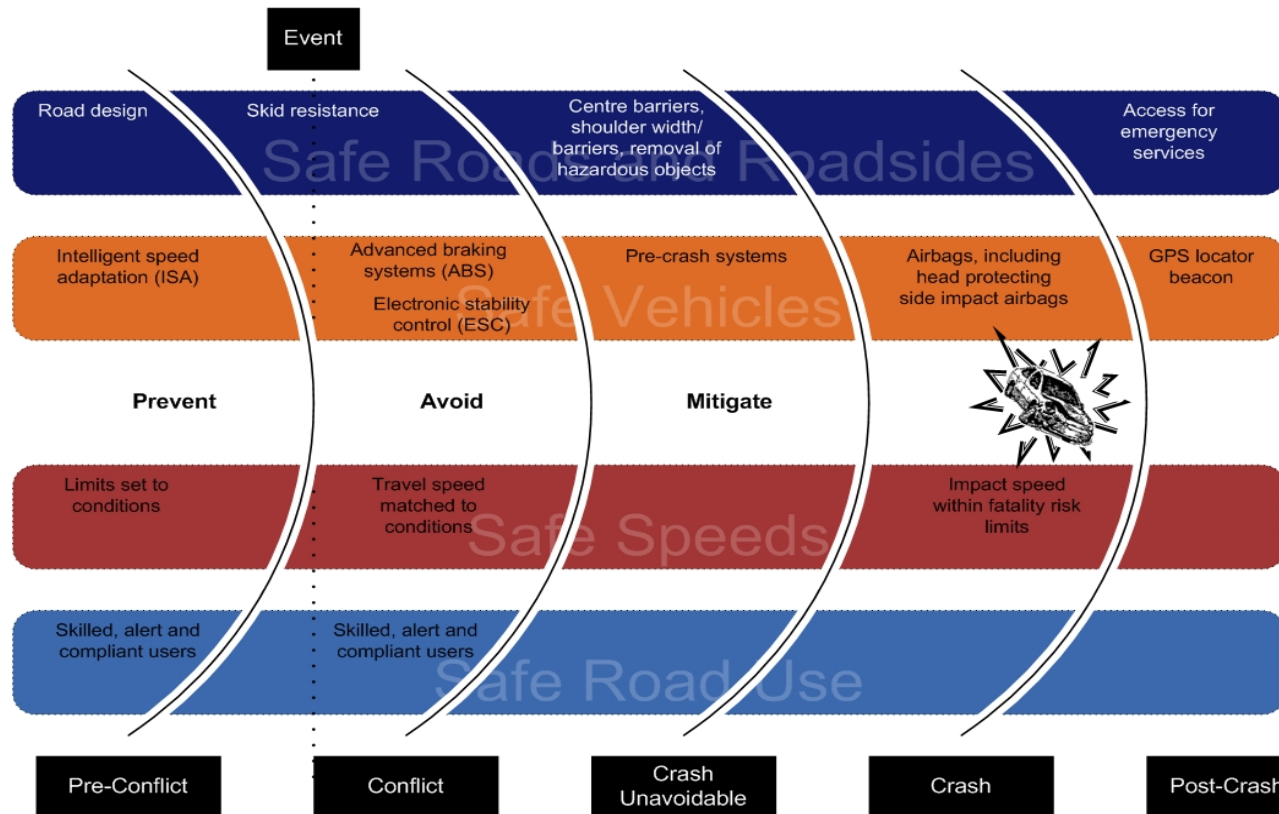 Event
Road design
Skid resistance
Centre barriers,
shoulder width/
barriers, removal of
hazardous objects
Access for
emergency
services
Safe Roads and Roadsides
Intelligent speed
adaptation (ISA)
Advanced braking
systems (ABS)
Electronic stability
control (ESC)
Pre-crash systems
Airbags, including
head protecting
side impact airbags
GPS locator
beacon
Safe Vehicles
Prevent
Avoid
Mitigate
Limits set to
conditions
Travel speed
matched to
conditions
Impact speed
within fatality risk
limits
Safe Speeds
Skilled, alert and
compliant users
Skilled, alert and
compliant users
Safe Road Use
Pre-Conflict
Conflict
Crash
Unavoidable
Crash
Post-Crash